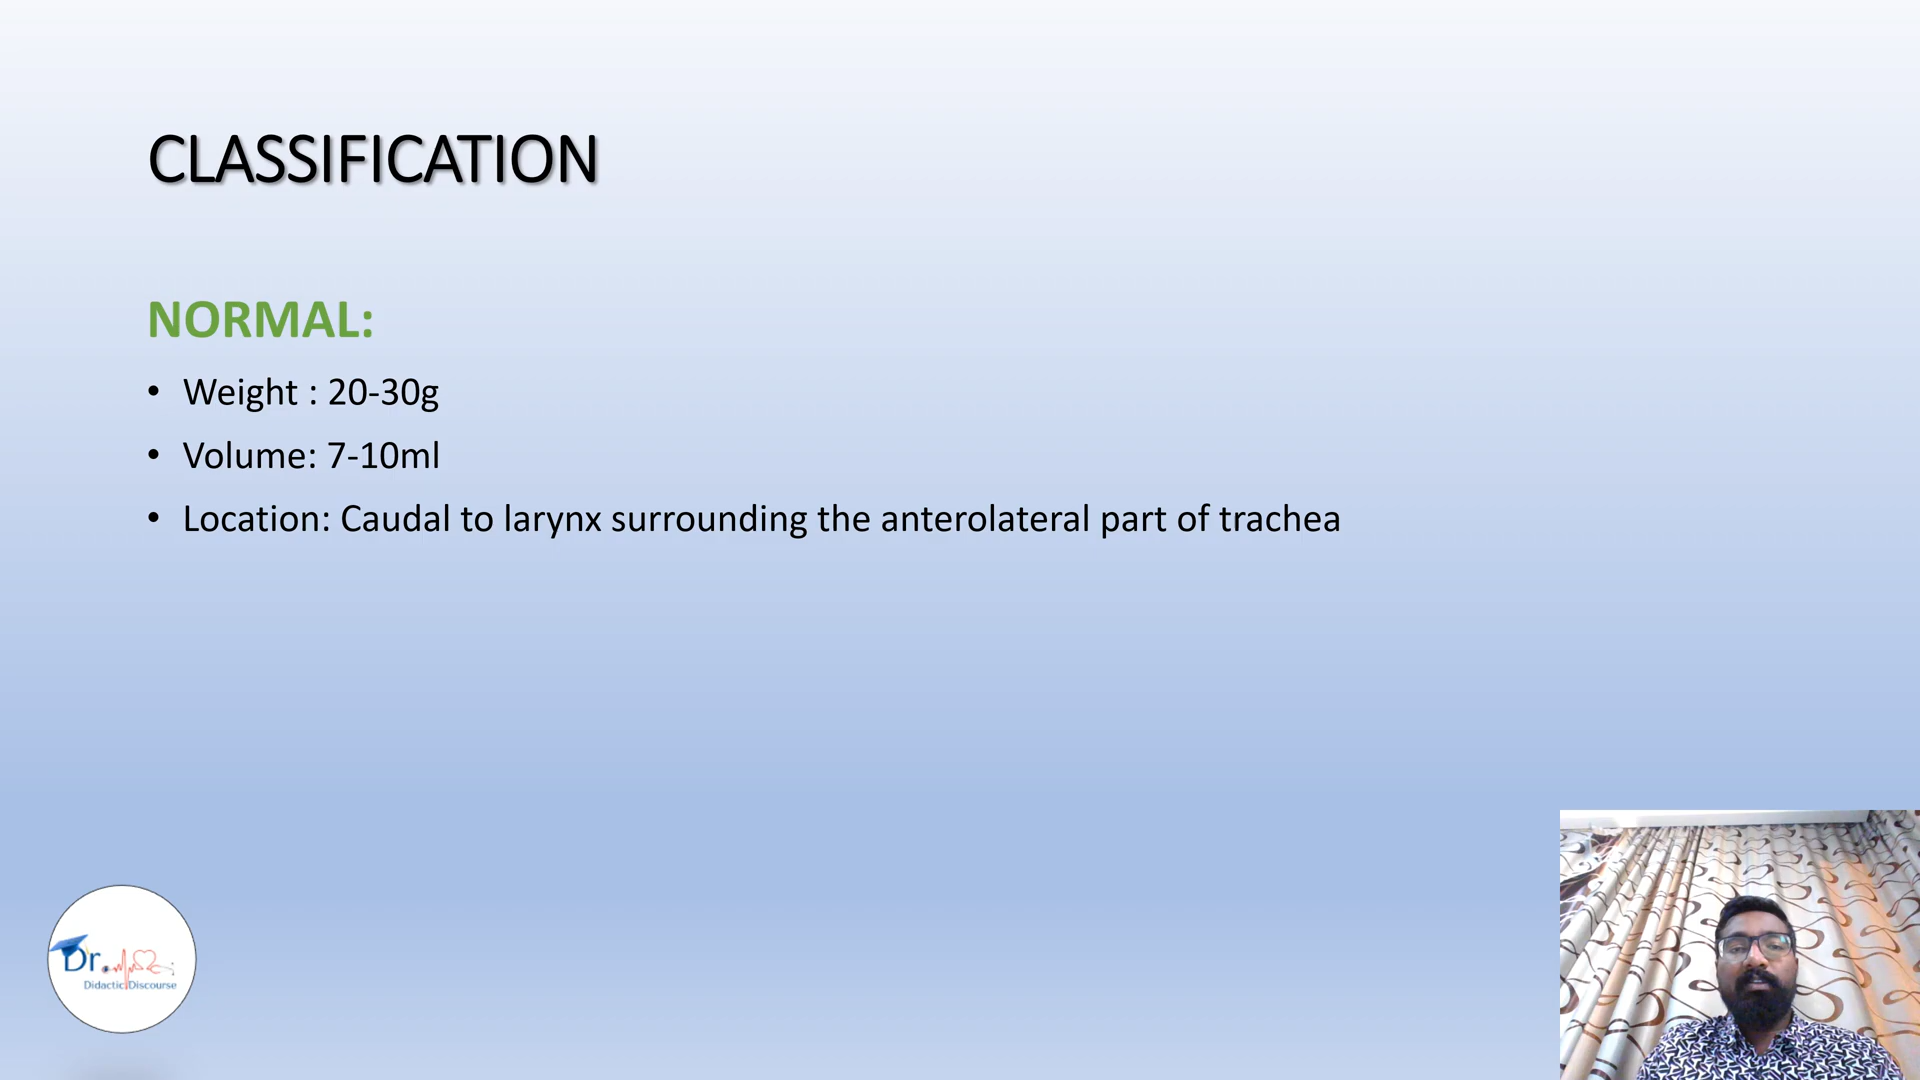 CLASSIFICATION
NORMAL:
• Weight : 20-30g
• Volume: 7-10ml
• Location: Caudal to larynx surrounding the anterolateral part of trachea
Dr.
Didactic Discourse